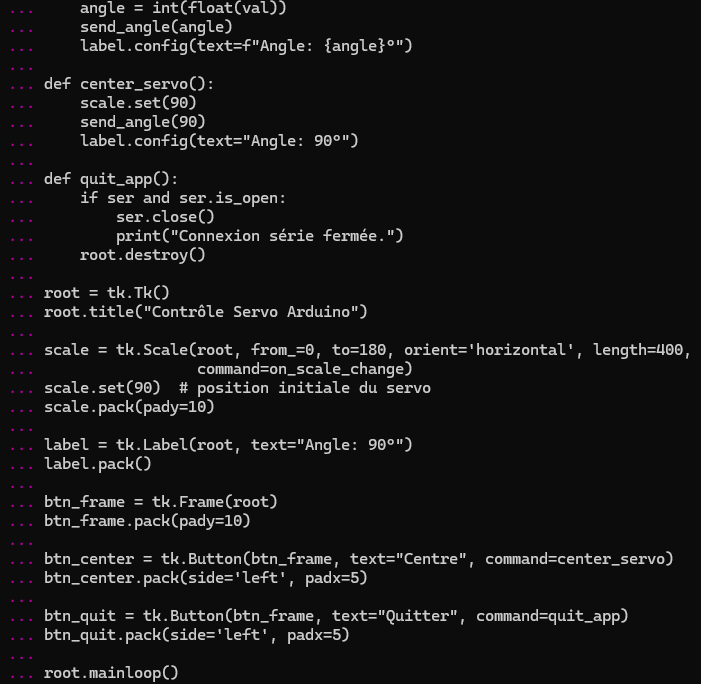 ...     angle = int(float(val))
...     send_angle(angle)
...     label.config(text=f"Angle: {angle}°")
...
... def center_servo():
...     scale.set(90)
...     send_angle(90)
...     label.config(text="Angle: 90°")
...
... def quit_app():
...     if ser and ser.is_open:
...         ser.close()
...         print("Connexion série fermée.")
...     root.destroy()
...
... root = tk.Tk()
... root.title("Contrôle Servo Arduino")
...
... scale = tk.Scale(root, from_=0, to=180, orient='horizontal', length=400,
...                  command=on_scale_change)
... scale.set(90)  # position initiale du servo
... scale.pack(pady=10)
...
... label = tk.Label(root, text="Angle: 90°")
... label.pack()
...
... btn_frame = tk.Frame(root)
... btn_frame.pack(pady=10)
...
... btn_center = tk.Button(btn_frame, text="Centre", command=center_servo)
... btn_center.pack(side='left', padx=5)
...
... btn_quit = tk.Button(btn_frame, text="Quitter", command=quit_app)
... btn_quit.pack(side='left', padx=5)
...
... root.mainloop()